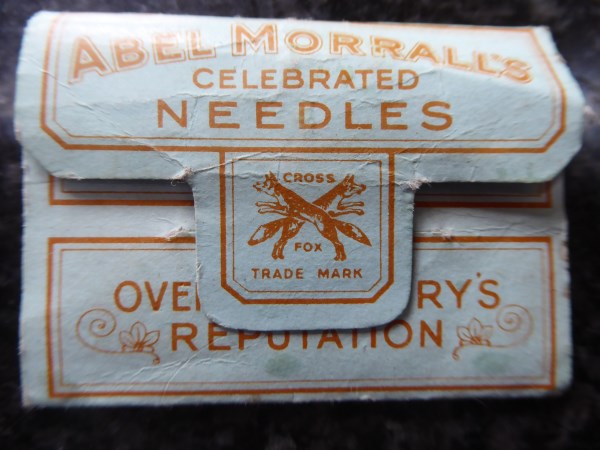 ABEL MORRALL'S
CELEBRATED
NEEDLES
CROSS
FOX
TRADE MARK
OVE RY'S
REPUTATION